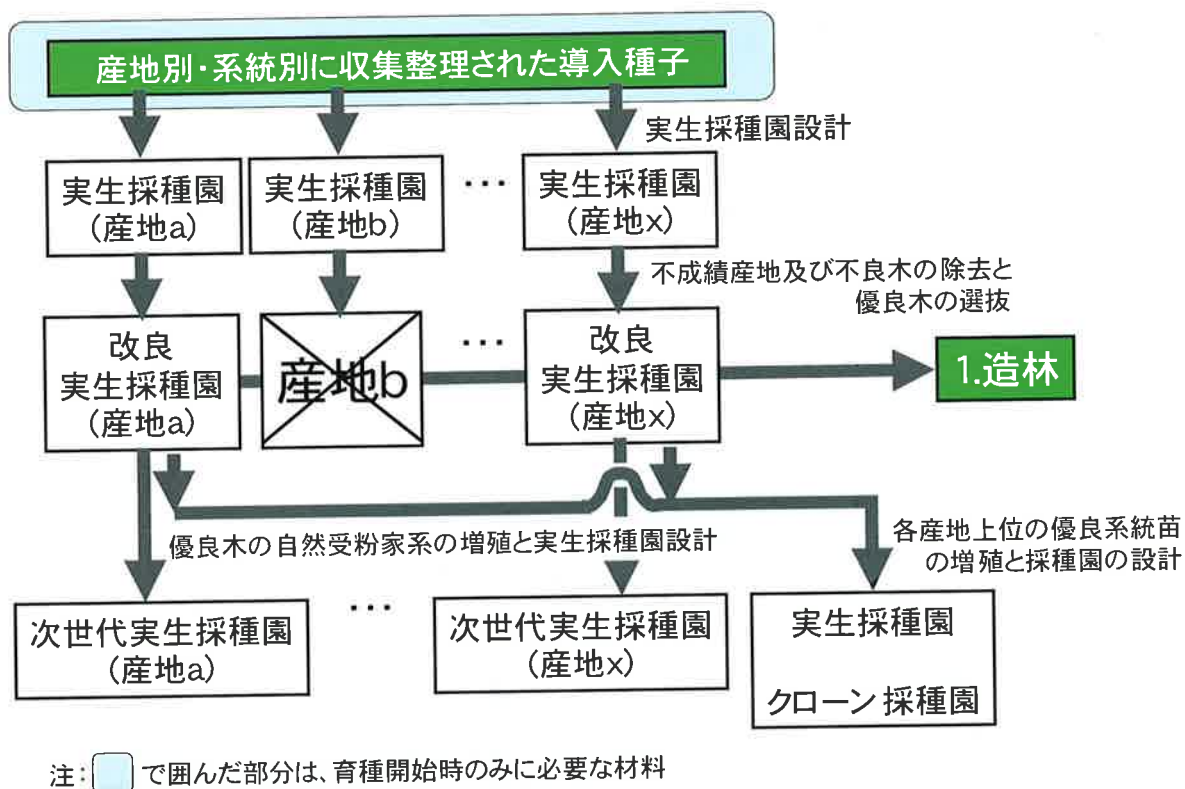 産地別・系統別に収集整理された導入種子
実生採種園設計
実生採種園
(産地a)
実生採種園
(産地b)
…
実生採種園
(産地x)
不成績産地及び不良木の除去と
優良木の選抜
改良
実生採種園
(産地a)
産地b
…
改良
実生採種園
(産地x)
1.造林
優良木の自然受粉家系の増殖と実生採種園設計
各産地上位の優良系統苗
の増殖と採種園の設計
次世代実生採種園
(産地a)
…
次世代実生採種園
(産地x)
実生採種園
クローン採種園
注: で囲んだ部分は、育種開始時のみに必要な材料